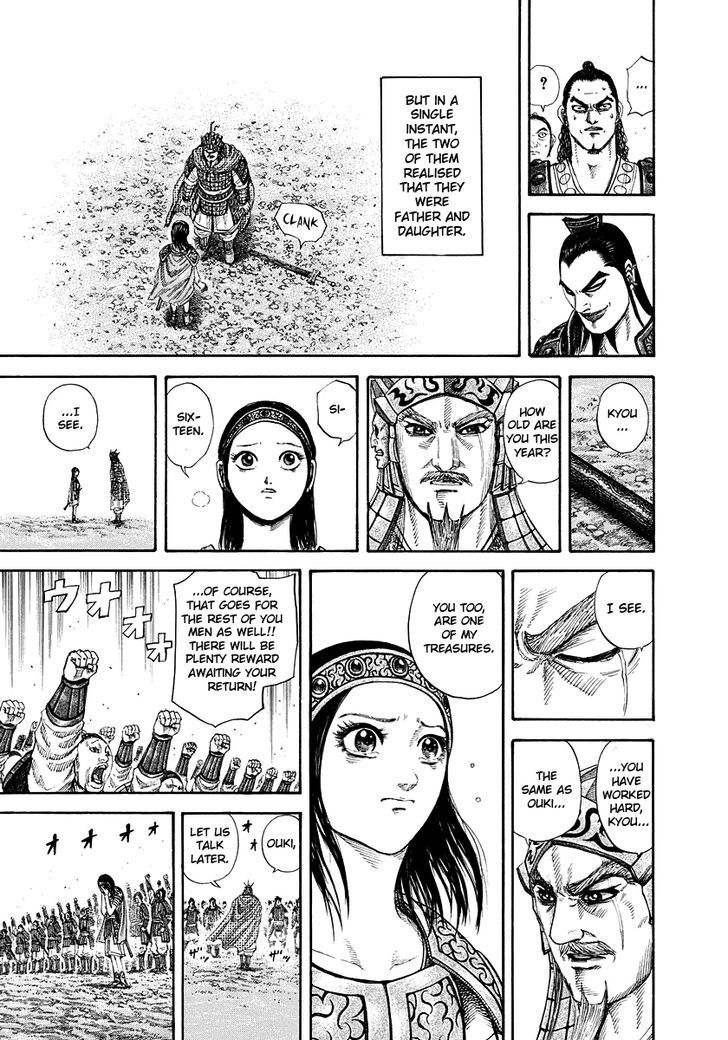 ...
?
BUT IN A
SINGLE
INSTANT,
THE TWO
OF THEM
REALISED
THAT THEY
WERE
FATHER AND
DAUGHTER.
CLANK
KYOU
...
HOW
OLD ARE
YOU THIS
YEAR?
SI-
SIX-
TEEN.
...I
SEE.
I SEE.
...YOU
HAVE
WORKED
HARD,
KYOU...
THE
SAME AS
OUKI...
YOU TOO,
ARE ONE
OF MY
TREASURES.
...OF COURSE,
THAT GOES FOR
THE REST OF YOU
MEN AS WELL!!
THERE WILL BE
PLENTY REWARD
AWAITING YOUR
RETURN!
ウオオオ
OUKI,
LET US
TALK
LATER.
ザッ
ザッ
オオオオ